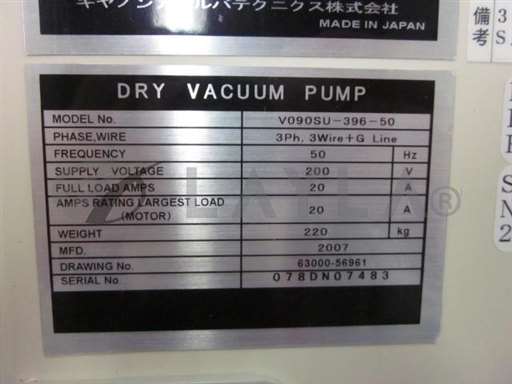 キヤノンアネルバテクニクス株式会社
MADE IN JAPAN
備考
3
S
DRY VACUUM PUMP
MODEL No. V090SU-396-50
PHASE,WIRE 3Ph, 3Wire+G Line
FREQUENCY 50 Hz
SUPPLY VOLTAGE 200 V
FULL LOAD AMPS 20 A
AMPS RATING LARGEST LOAD
(MOTOR) 20 A
WEIGHT 220 kg
MFD. 2007
DRAWING No. 63000-56961
SERIAL No. 078DN07483
S
N
2